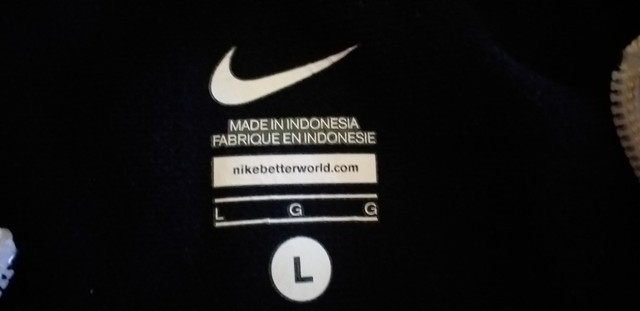 MADE IN INDONESIA
FABRIQUE EN INDONESIE
nikebetterworld.com
L G G
L